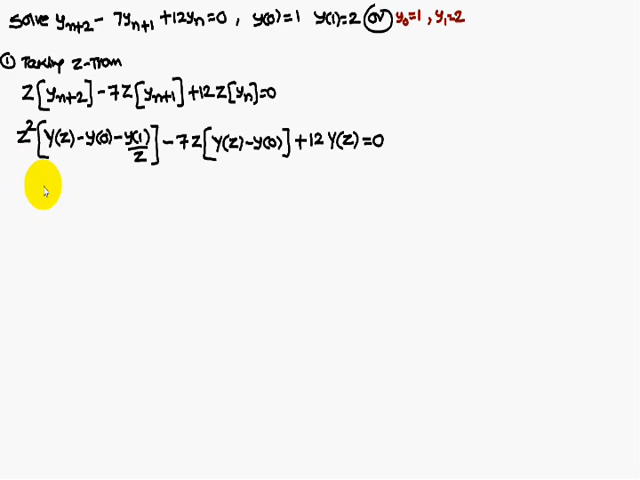 Solve y_{n+2} - 7y_{n+1} + 12y_n = 0 , y(0) = 1 y(1) = 2 or y_0 = 1 , y_1 = 2
① Taking Z-Tran
Z[y_{n+2}] - 7Z[y_{n+1}] + 12Z[y_n] = 0
Z^2[Y(Z) - y(0) - y(1)/Z] - 7Z[Y(Z) - y(0)] + 12Y(Z) = 0